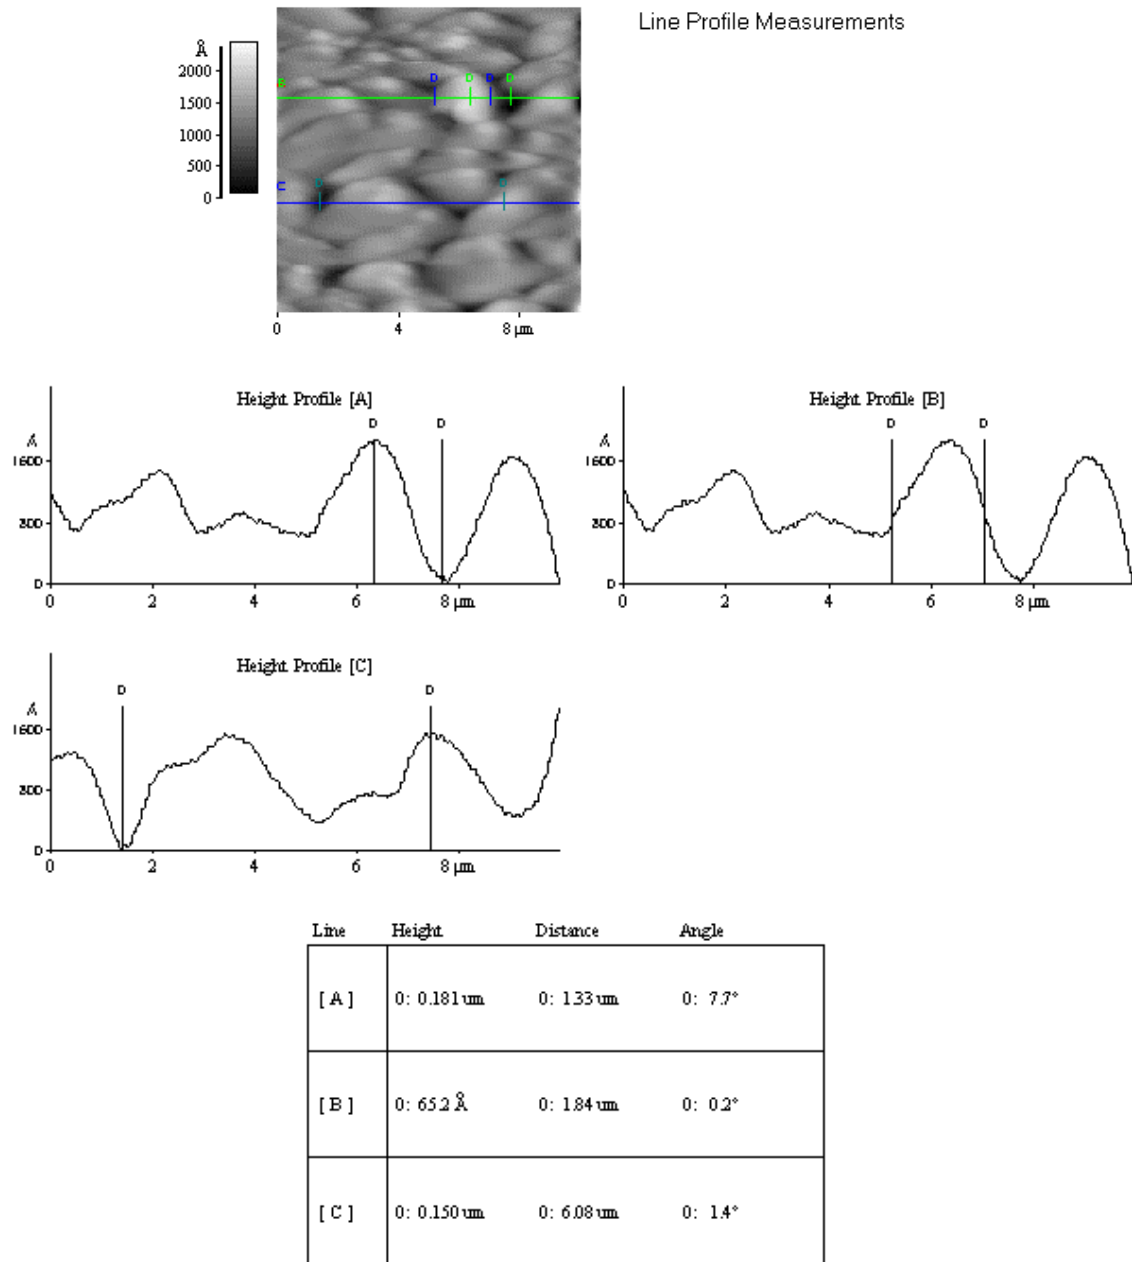 Line Profile Measurements
Å
2000
1500
1000
500
0
B
D D D D
C
D D
0 4 8 µm
Height Profile [A]
D D
Å
1600
800
0
0 2 4 6 8 µm
Height Profile [B]
D D
Å
1600
800
0
0 2 4 6 8 µm
Height Profile [C]
D D
Å
1600
800
0
0 2 4 6 8 µm
Line Height Distance Angle
[ A ] 0: 0.181 um 0: 1.33 um 0: 7.7°
[ B ] 0: 65.2 Å 0: 1.84 um 0: 0.2°
[ C ] 0: 0.150 um 0: 6.08 um 0: 1.4°